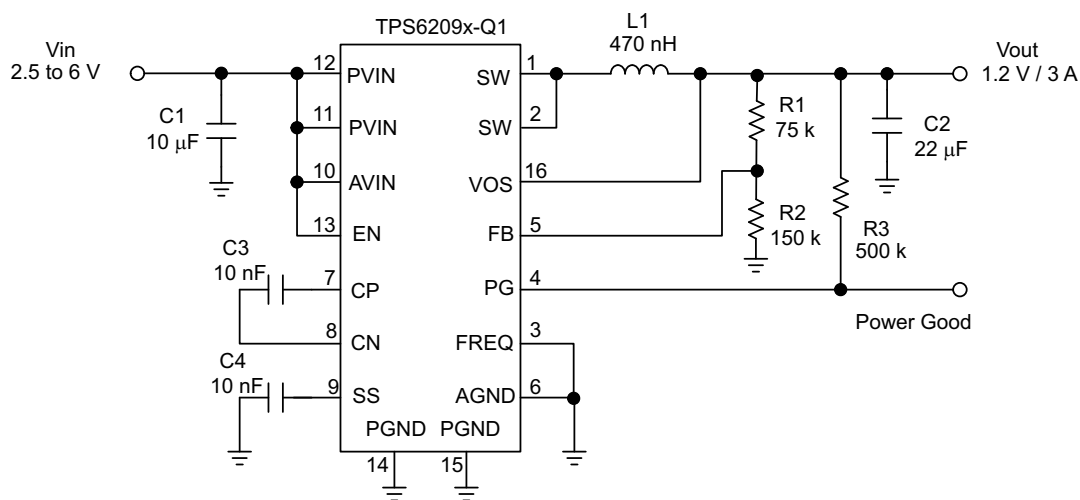 TPS6209x-Q1
Vin
2.5 to 6 V
C1
10 μF
12
PVIN
11
PVIN
10
AVIN
13
EN
C3
10 nF
7
CP
8
CN
C4
10 nF
9
SS
PGND
PGND
14
15
1
SW
2
SW
16
VOS
5
FB
4
PG
3
FREQ
6
AGND
L1
470 nH
R1
75 k
R2
150 k
R3
500 k
C2
22 μF
Vout
1.2 V / 3 A
Power Good